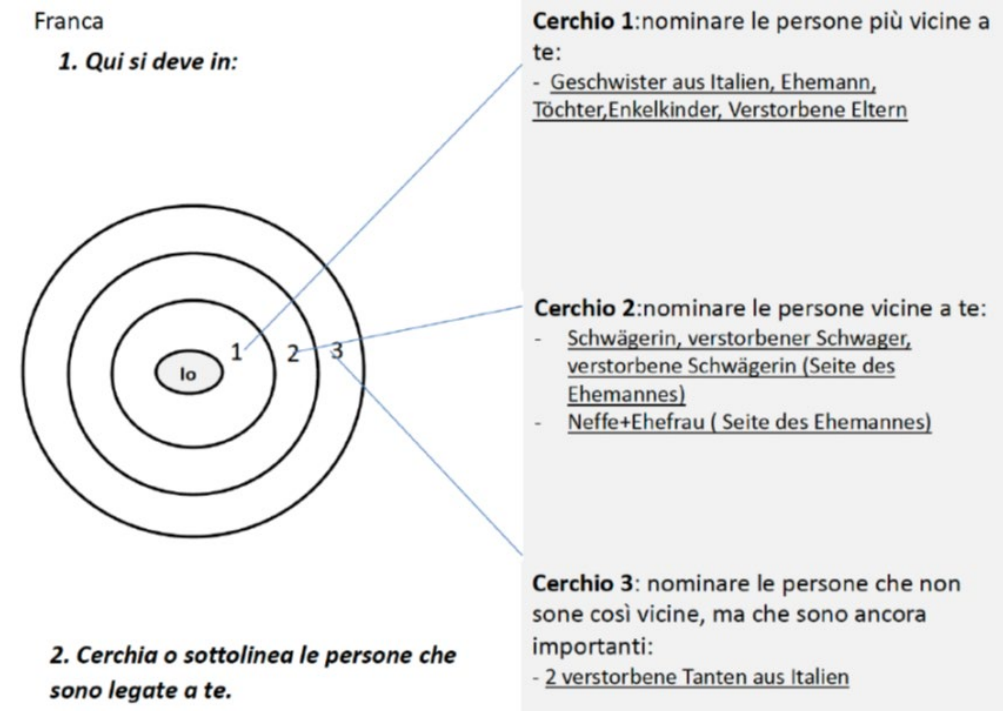 Franca
1. Qui si deve in:
Io
1
2
3
2. Cerchia o sottolinea le persone che
sono legate a te.
Cerchio 1:nominare le persone più vicine a
te:
- Geschwister aus Italien, Ehemann,
Töchter,Enkelkinder, Verstorbene Eltern
Cerchio 2:nominare le persone vicine a te:
- Schwägerin, verstorbener Schwager,
verstorbene Schwägerin (Seite des
Ehemannes)
- Neffe+Ehefrau ( Seite des Ehemannes)
Cerchio 3: nominare le persone che non
sone così vicine, ma che sono ancora
importanti:
- 2 verstorbene Tanten aus Italien